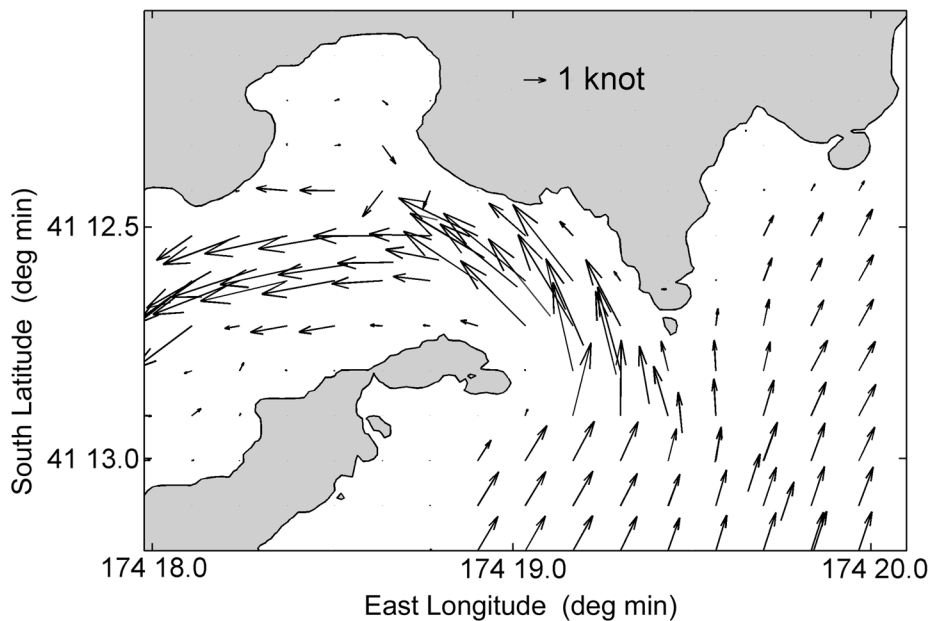 1 knot
South Latitude (deg min)
41 12.5
41 13.0
174 18.0
174 19.0
174 20.0
East Longitude (deg min)